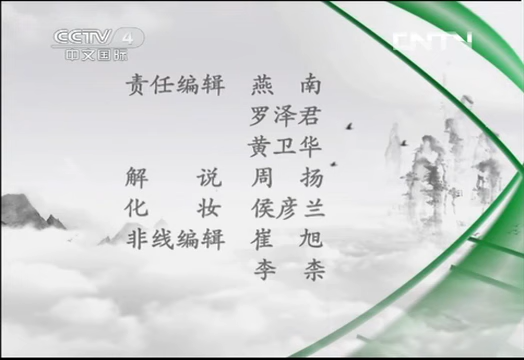 CCTV 4
中文国际
CNTV
责任编辑 燕 南
罗泽君
黄卫华
解 说 周 扬
化 妆 侯彦兰
非线编辑 崔 旭
李 柰